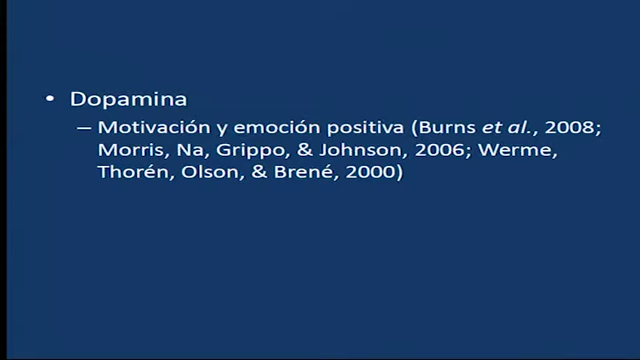 • Dopamina
– Motivación y emoción positiva (Burns et al., 2008;
Morris, Na, Grippo, & Johnson, 2006; Werme,
Thorén, Olson, & Brené, 2000)